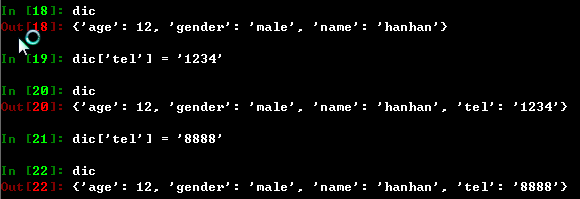 In [18]: dic
Out[18]: {'age': 12, 'gender': 'male', 'name': 'hanhan'}
In [19]: dic['tel'] = '1234'
In [20]: dic
Out[20]: {'age': 12, 'gender': 'male', 'name': 'hanhan', 'tel': '1234'}
In [21]: dic['tel'] = '8888'
In [22]: dic
Out[22]: {'age': 12, 'gender': 'male', 'name': 'hanhan', 'tel': '8888'}